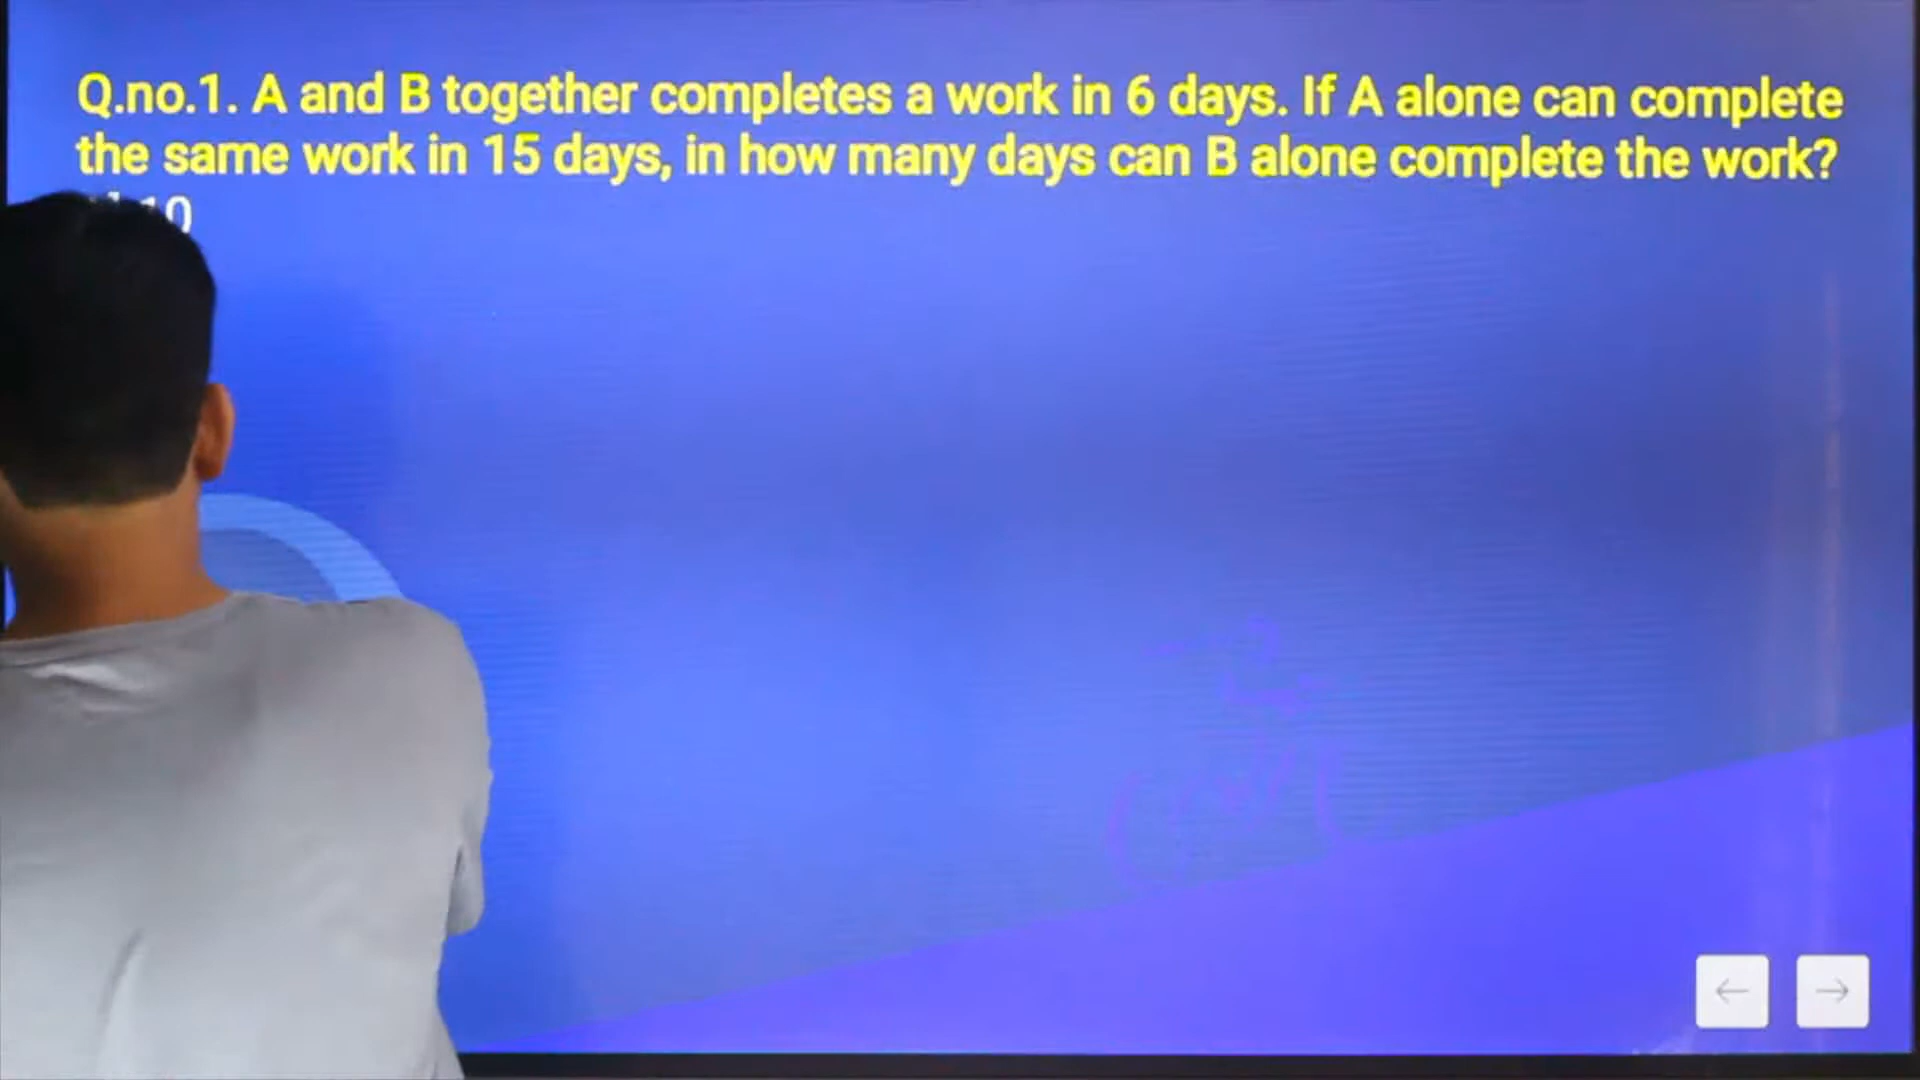 Q.no.1. A and B together completes a work in 6 days. If A alone can complete
the same work in 15 days, in how many days can B alone complete the work?
10